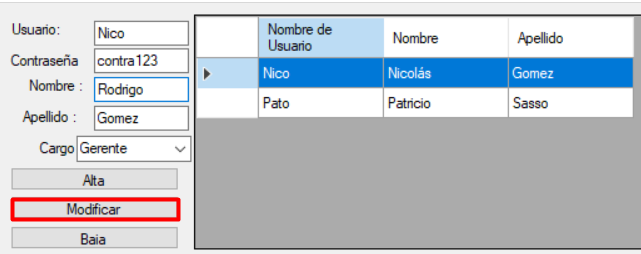 Usuario: Nico
Contraseña contra123
Nombre : Rodrigo
Apellido : Gomez
Cargo Gerente
Alta
Modificar
Baja
Nombre de Usuario Nombre Apellido
Nico Nicolás Gomez
Pato Patricio Sasso